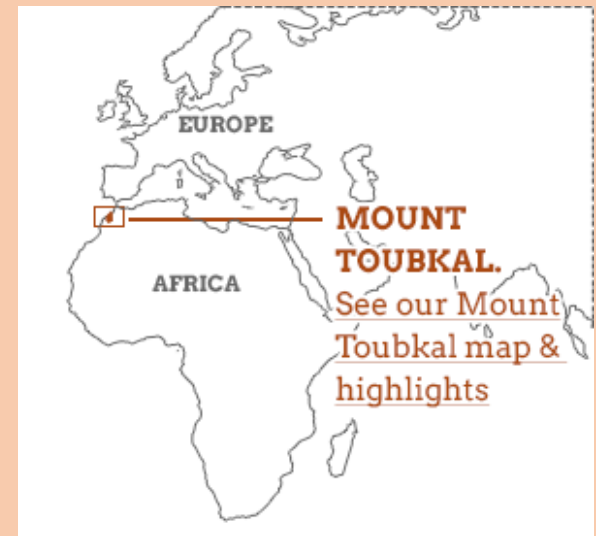 EUROPE
MOUNT
TOUBKAL.
AFRICA
See our Mount
Toubkal map &
highlights